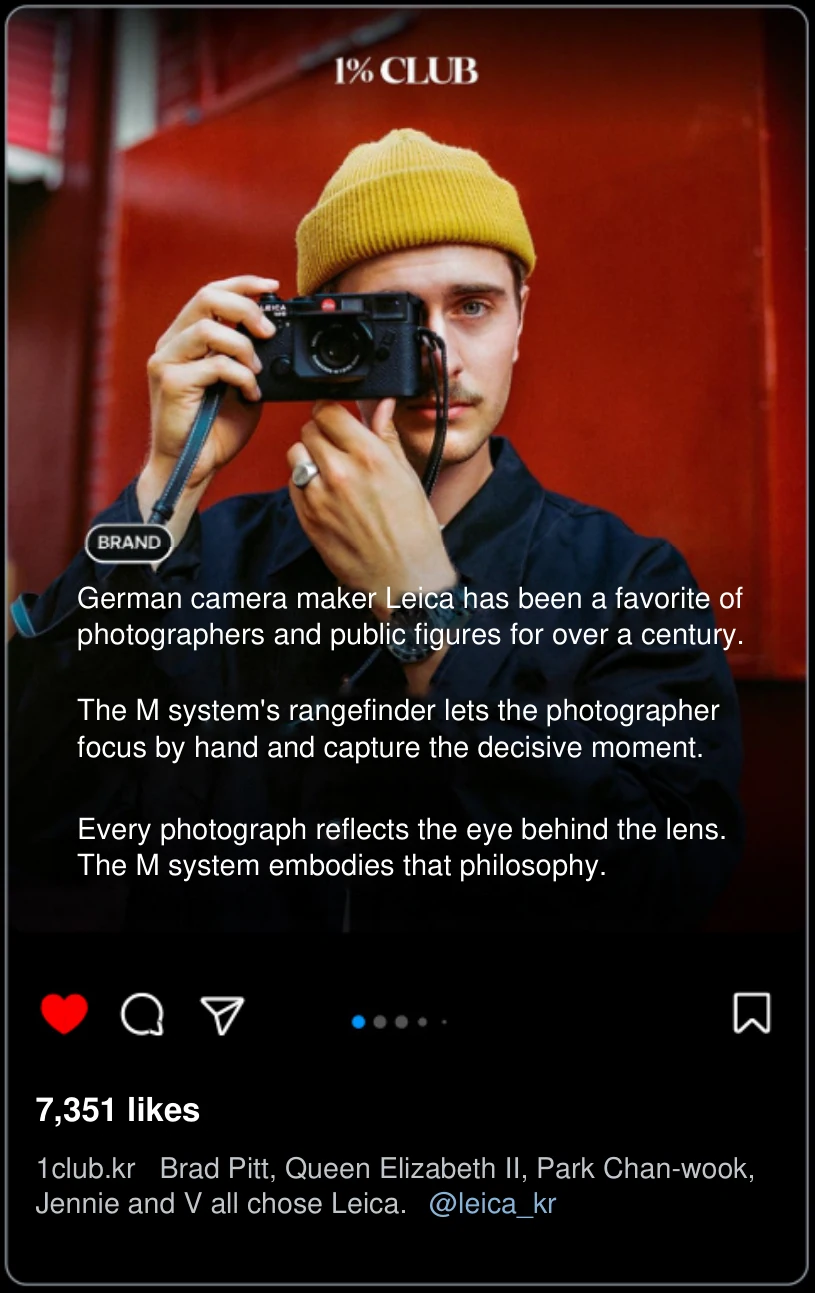 1% CLUB
LEICA
BRAND
German camera maker Leica has been a favorite of
photographers and public figures for over a century.
The M system's rangefinder lets the photographer
focus by hand and capture the decisive moment.
Every photograph reflects the eye behind the lens.
The M system embodies that philosophy.
7,351 likes
1club.kr Brad Pitt, Queen Elizabeth II, Park Chan-wook,
Jennie and V all chose Leica. @leica_kr